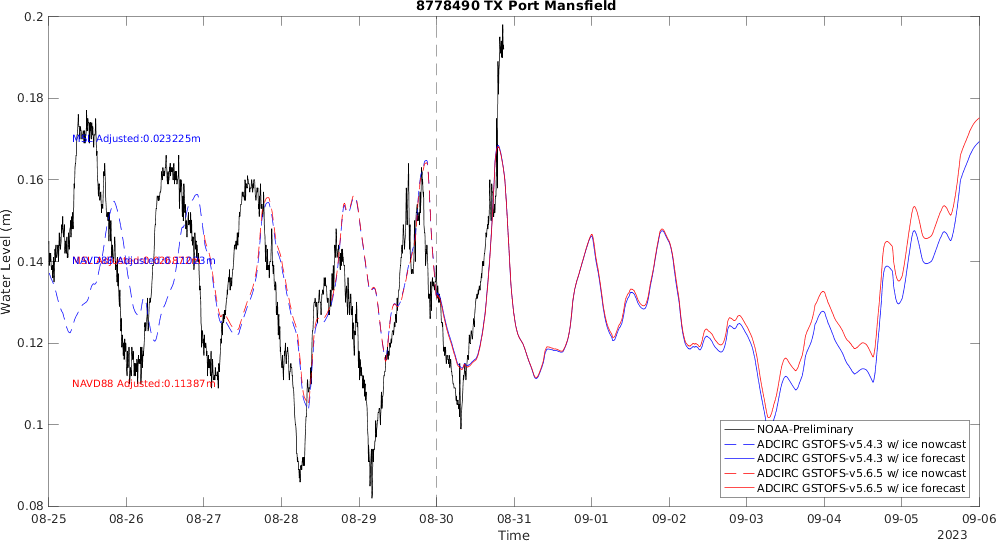 8778490 TX Port Mansfield
0.2
0.18
0.16
0.14
0.12
0.1
0.08
Water Level (m)
MSL Adjusted:0.023225m
NAVD88 Adjusted:0.11387m
08-25
08-26
08-27
08-28
08-29
08-30
08-31
09-01
09-02
09-03
09-04
09-05
09-06
Time
2023
NOAA-Preliminary
ADCIRC GSTOFS-v5.4.3 w/ ice nowcast
ADCIRC GSTOFS-v5.4.3 w/ ice forecast
ADCIRC GSTOFS-v5.6.5 w/ ice nowcast
ADCIRC GSTOFS-v5.6.5 w/ ice forecast